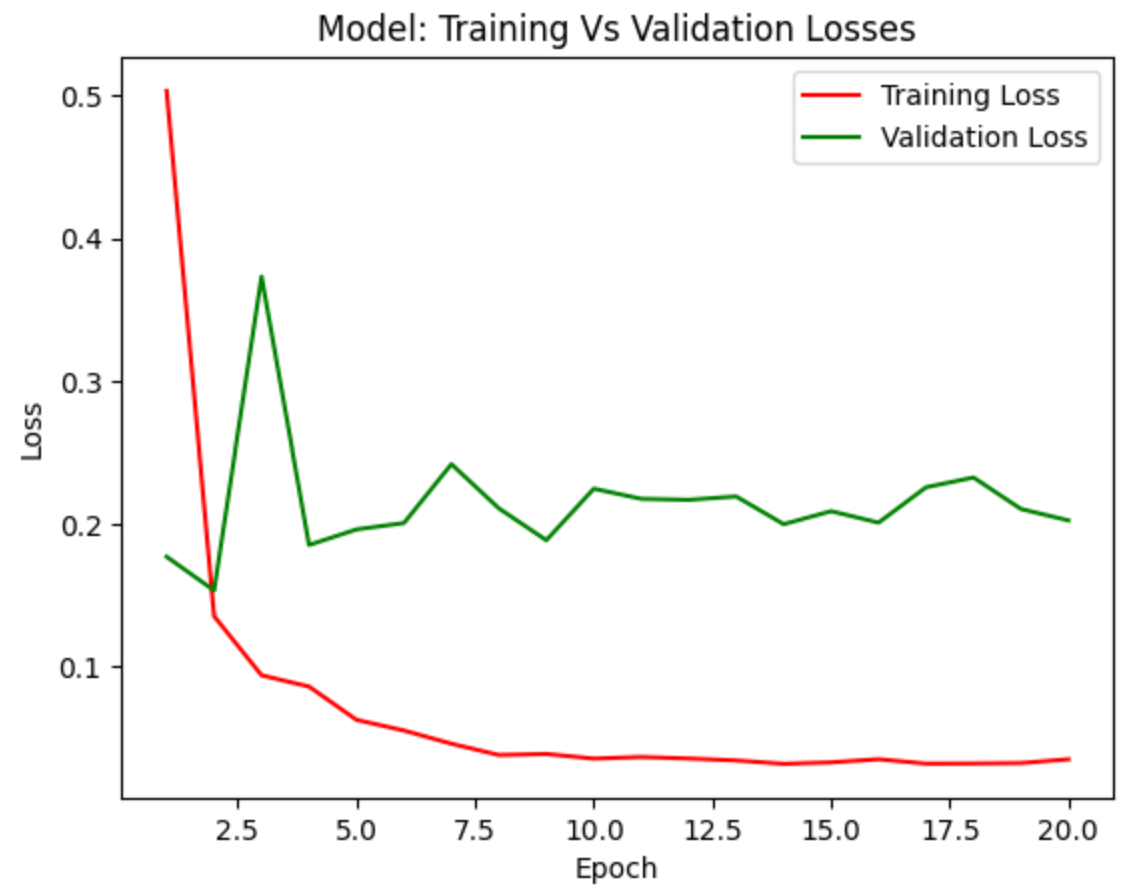 Model: Training Vs Validation Losses
Training Loss
Validation Loss
0.5
0.4
0.3
0.2
0.1
Loss
2.5 5.0 7.5 10.0 12.5 15.0 17.5 20.0
Epoch